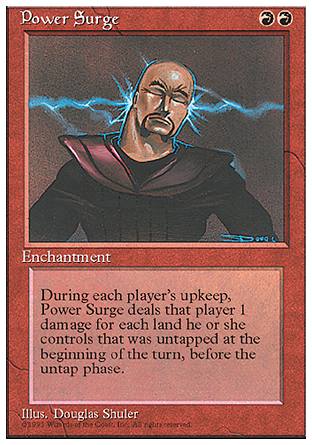 Power Surge
Enchantment
During each player's upkeep,
Power Surge deals that player 1
damage for each land he or she
controls that was untapped at the
beginning of the turn, before the
untap phase.
Illus. Douglas Shuler
©1995 Wizards of the Coast, Inc. All rights reserved.